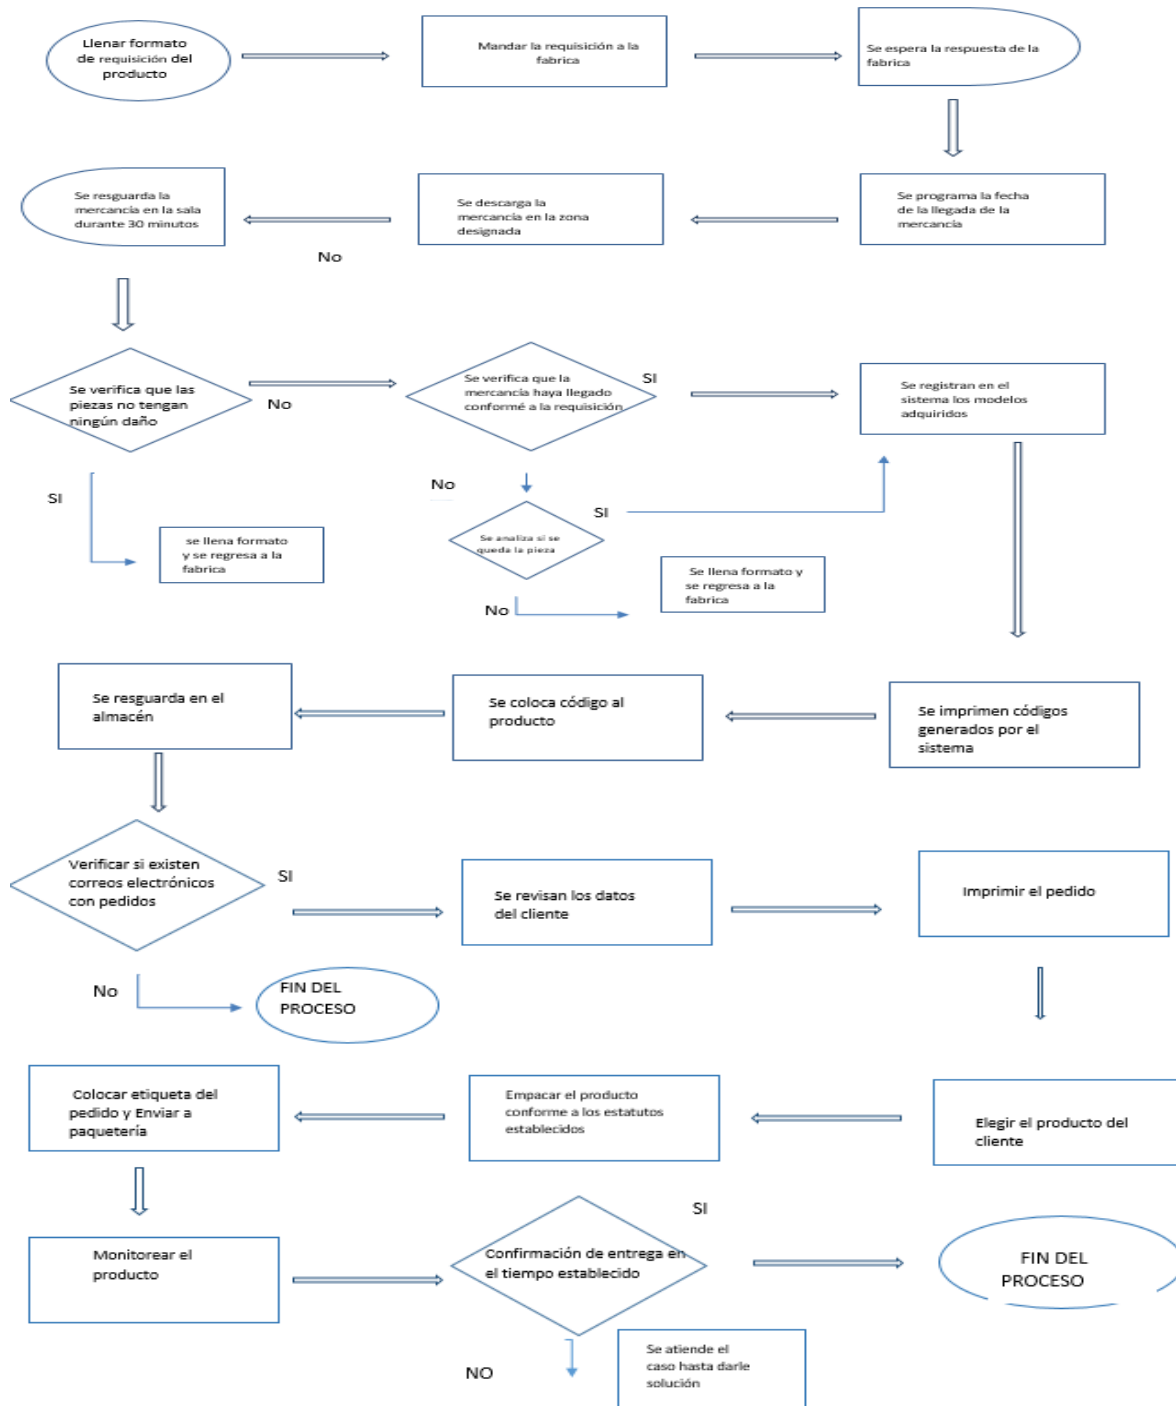 Llenar formato
de requisición del
producto
Mandar la requisición a la
fabrica
Se espera la respuesta de la
fabrica
Se resguarda la
mercancía en la sala
durante 30 minutos
Se descarga la
mercancía en la zona
designada
Se programa la fecha
de la llegada de la
mercancía
No
Se verifica que las
piezas no tengan
ningún daño
No
Se verifica que la
mercancía haya llegado
conformé a la requisición
SI
Se registran en el
sistema los modelos
adquiridos
SI
se llena formato
y se regresa a la
fabrica
No
Se analiza si se
queda la pieza
SI
No
Se llena formato y
se regresa a la
fabrica
Se resguarda en el
almacén
Se coloca código al
producto
Se imprimen códigos
generados por el
sistema
Verificar si existen
correos electrónicos
con pedidos
SI
Se revisan los datos
del cliente
Imprimir el pedido
No
FIN DEL
PROCESO
Colocar etiqueta del
pedido y Enviar a
paquetería
Empacar el producto
conforme a los estatutos
establecidos
Elegir el producto del
cliente
Monitorear el
producto
Confirmación de entrega en
el tiempo establecido
SI
FIN DEL
PROCESO
NO
Se atiende el
caso hasta darle
solución